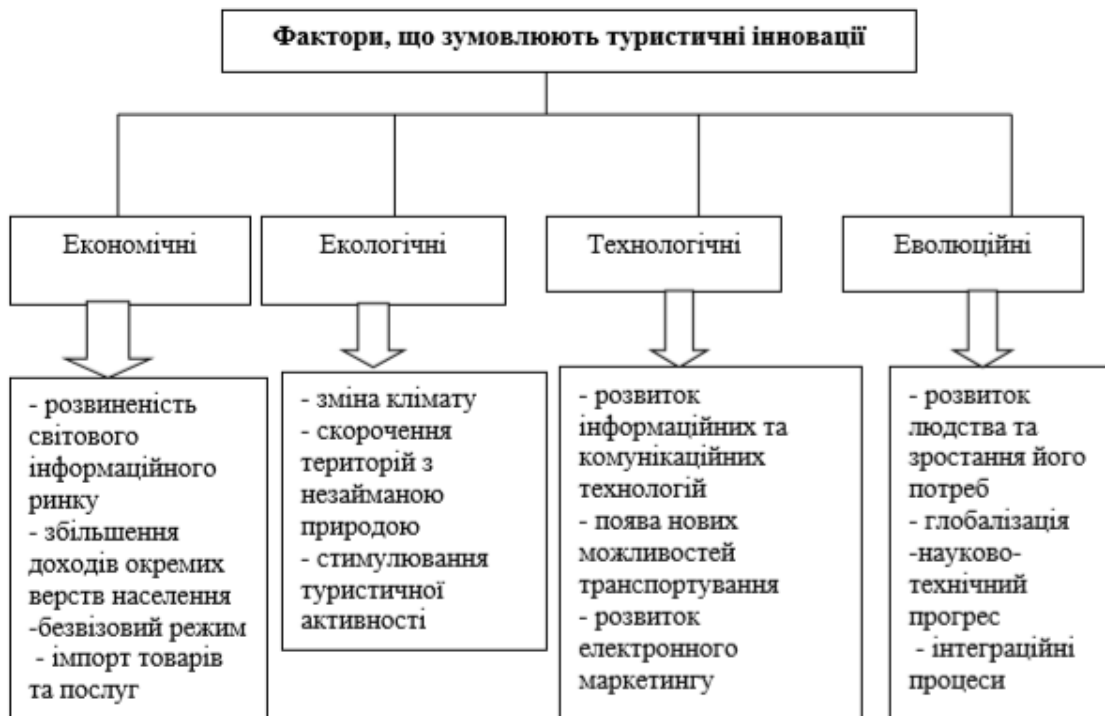 Фактори, що зумовлюють туристичні інновації
Економічні
Екологічні
Технологічні
Еволюційні
- розвиненість
світового
інформаційного
ринку
- збільшення
доходів окремих
верств населення
-безвізовий режим
- імпорт товарів
та послуг
- зміна клімату
- скорочення
територій з
незайманою
природою
- стимулювання
туристичної
активності
- розвиток
інформаційних та
комунікаційних
технологій
- поява нових
можливостей
транспортування
- розвиток
електронного
маркетингу
- розвиток
людства та
зростання його
потреб
- глобалізація
-науково-
технічний
прогрес
- інтеграційні
процеси